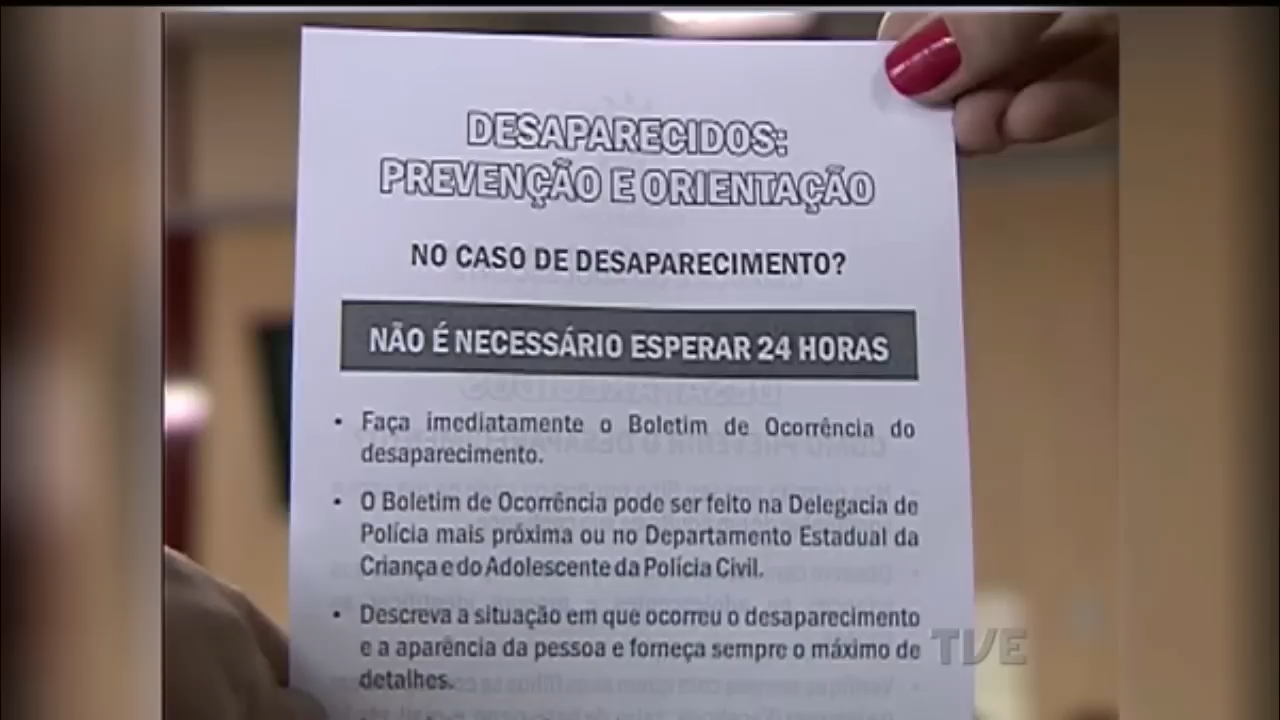 DESAPARECIDOS:
PREVENÇÃO E ORIENTAÇÃO
NO CASO DE DESAPARECIMENTO?
NÃO É NECESSÁRIO ESPERAR 24 HORAS
• Faça imediatamente o Boletim de Ocorrência do
desaparecimento.
• O Boletim de Ocorrência pode ser feito na Delegacia de
Polícia mais próxima ou no Departamento Estadual da
Criança e do Adolescente da Polícia Civil.
• Descreva a situação em que ocorreu o desaparecimento
e a aparência da pessoa e forneça sempre o máximo de
detalhes.
TVE